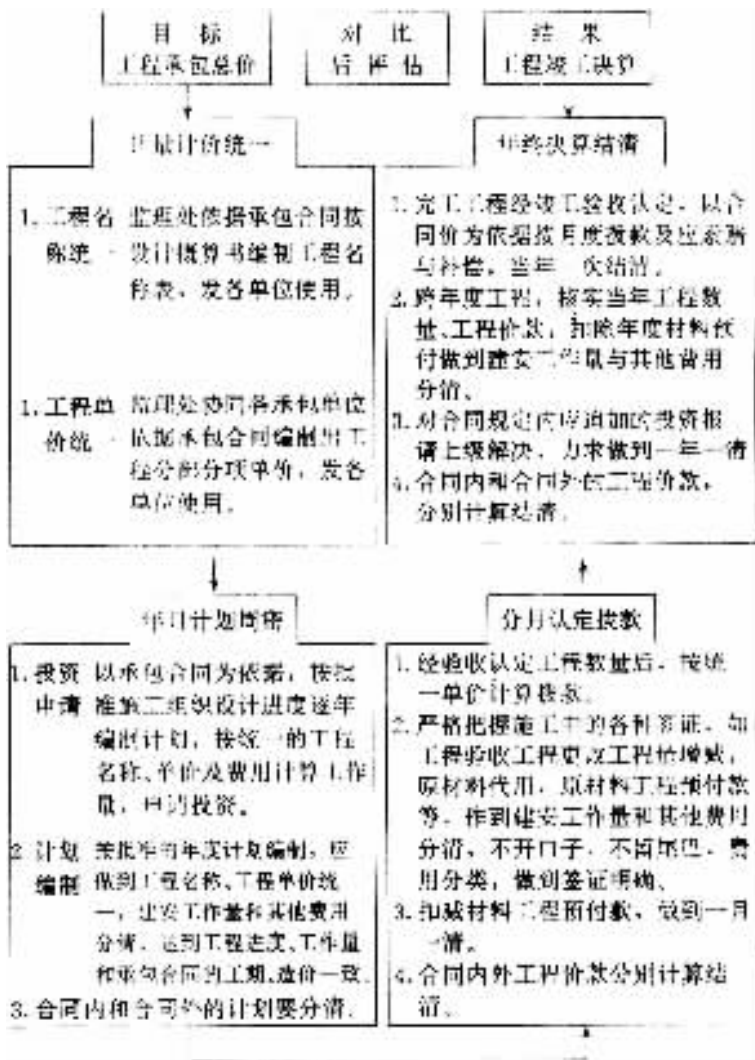 目 标
工程承包总价
对 比
后 评 估
结 果
工程竣工决算
计量计价统一
1. 工程名 监理处依据承包合同按
称统一 设计概算书编制工程名
称表，发各单位使用。
1. 工程单 监理处协同各承包单位
价统一 依据承包合同编制出工
程分部分项单价，发各
单位使用。
年终决算结清
1. 完工工程经竣工验收认定，以合
同价为依据按月度拨款及应索赔
与补偿，当年一次结清。
2. 跨年度工程，核实当年工程数
量、工程价款，扣除年度材料预
付做到建安工作量与其他费用
分清。
3. 对合同规定内应追加的投资报
请上级解决，力求做到一年一清
4. 合同内和合同外的工程价款，
分别计算结清。
年月计划周密
1. 投资 以承包合同为依据，按批
申请 准施工组织设计进度逐年
编制计划，按统一的工程
名称、单价及费用计算工作
量，申请投资。
2 计划 按批准的年度计划编制，应
编制 做到工程名称、工程单价统
一，建安工作量和其他费用
分清，达到工程进度、工作量
和承包合同的工期、造价一致。
3. 合同内和合同外的计划要分清。
分月认定拨款
1. 经验收认定工程数量后，按统
一单价计算拨款。
2. 严格把握施工中的各种签证，如
工程验收工程更改工程量增减，
原材料代用，原材料工程预付款
等，作到建安工作量和其他费用
分清，不开口子，不留尾巴，费
用分类，做到签证明确、
3. 扣减材料工程预付款，做到一月
一清。
4. 合同内外工程价款分别计算结
清。